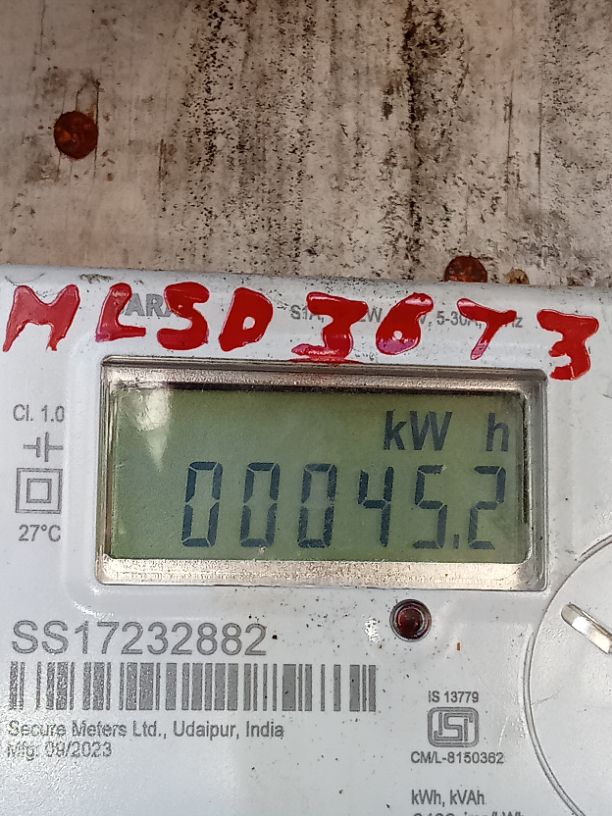 MLSD 36T3
kW h
00045.2
Cl. 1.0
27°C
SS17232882
Secure Meters Ltd., Udaipur, India
Mfg: 09/2023
IS 13779
CM/L-8150362
kWh, kVAh